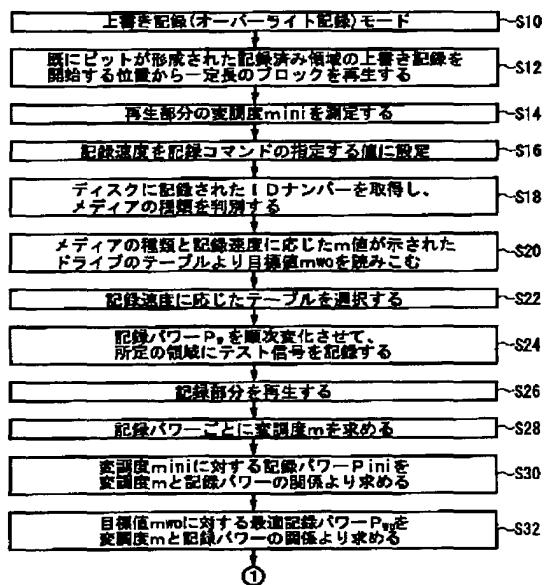 上書き記録(オーバーライト記録)モード
S10
既にピットが形成された記録済み領域の上書き記録を
開始する位置から一定長のブロックを再生する
S12
再生部分の変調度miniを測定する
S14
記録速度を記録コマンドの指定する値に設定
S16
ディスクに記録されたIDナンバーを取得し、
メディアの種類を判別する
S18
メディアの種類と記録速度に応じたm値が示された
ドライブのテーブルより目標値mwoを読みこむ
S20
記録速度に応じたテーブルを選択する
S22
記録パワーPwを順次変化させて、
所定の領域にテスト信号を記録する
S24
記録部分を再生する
S26
記録パワーごとに変調度mを求める
S28
変調度miniに対する記録パワーPiniを
変調度mと記録パワーの関係より求める
S30
目標値mwoに対する最適記録パワーPwoを
変調度mと記録パワーの関係より求める
S32
①